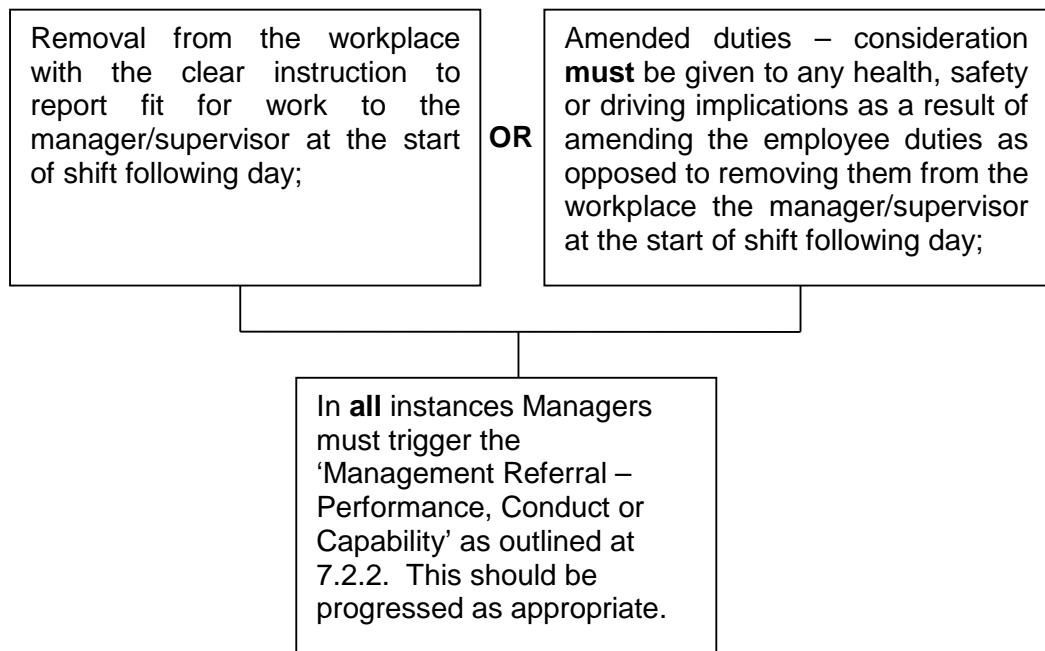 Removal from the workplace
with the clear instruction to
report fit for work to the
manager/supervisor at the start
of shift following day;
OR
Amended duties – consideration
must be given to any health, safety
or driving implications as a result of
amending the employee duties as
opposed to removing them from the
workplace the manager/supervisor
at the start of shift following day;
In all instances Managers
must trigger the
‘Management Referral –
Performance, Conduct or
Capability’ as outlined at
7.2.2.  This should be
progressed as appropriate.